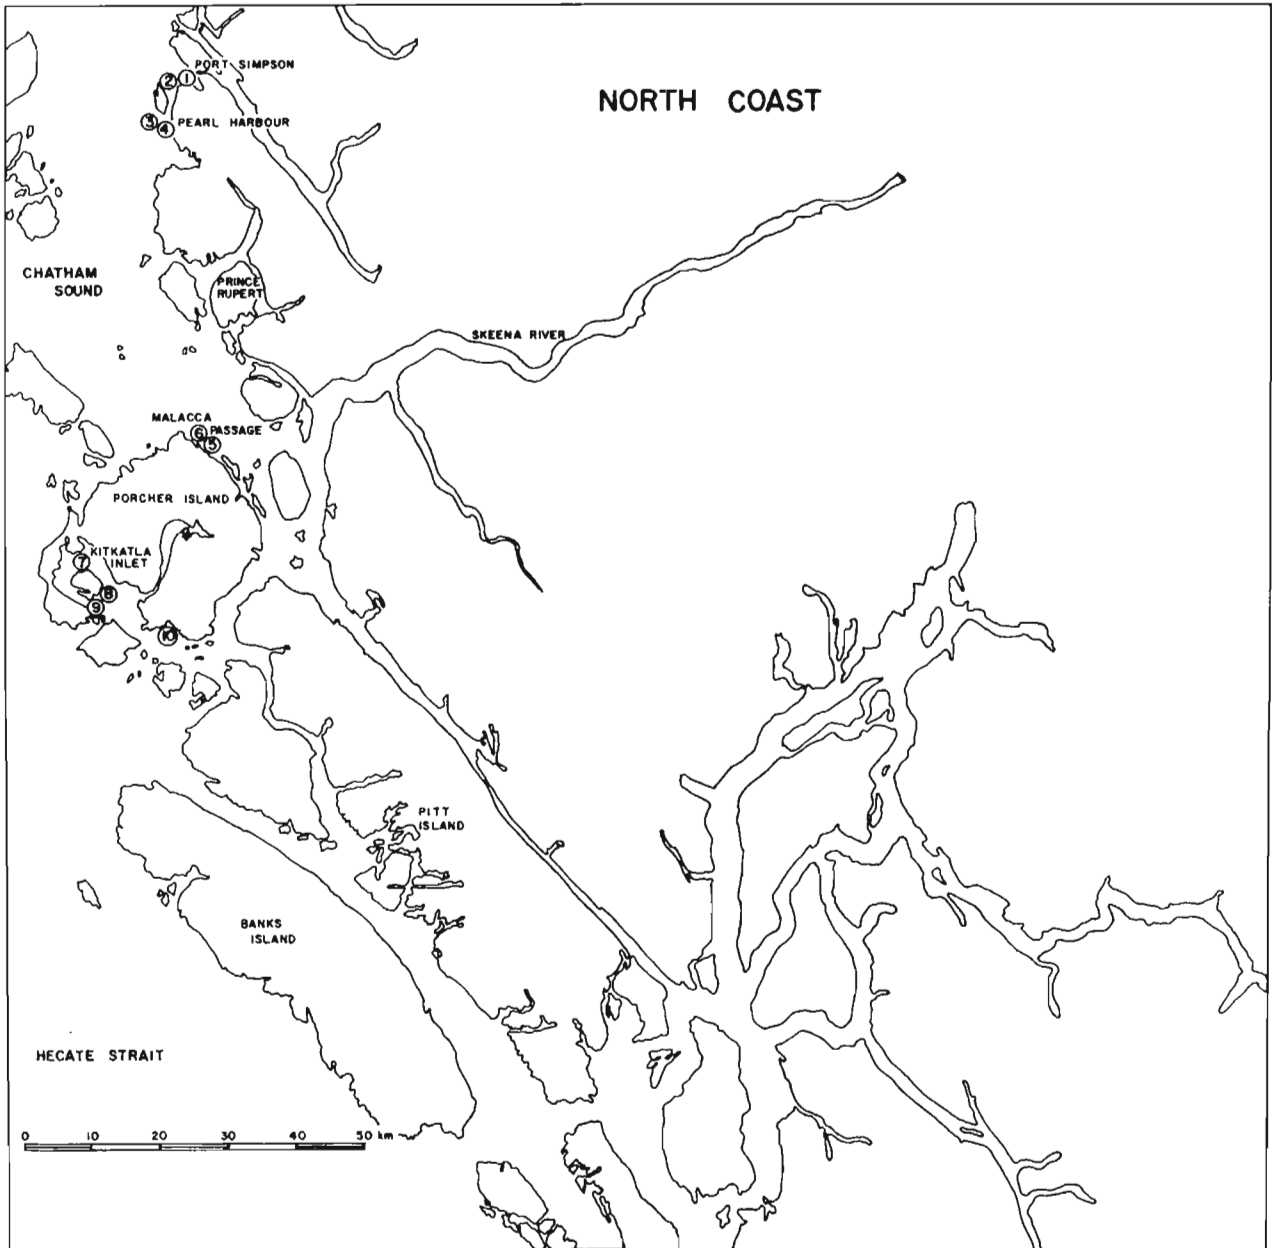 PORT SIMPSON
2 1
NORTH COAST
3 4 PEARL HARBOUR
CHATHAM
SOUND
PRINCE
RUPERT
SKEENA RIVER
MALACCA
6 PASSAGE
5
PORCHER ISLAND
KITKATLA
7 INLET
8
9
10
PITT
ISLAND
BANKS
ISLAND
HECATE STRAIT
0 10 20 30 40 50 km